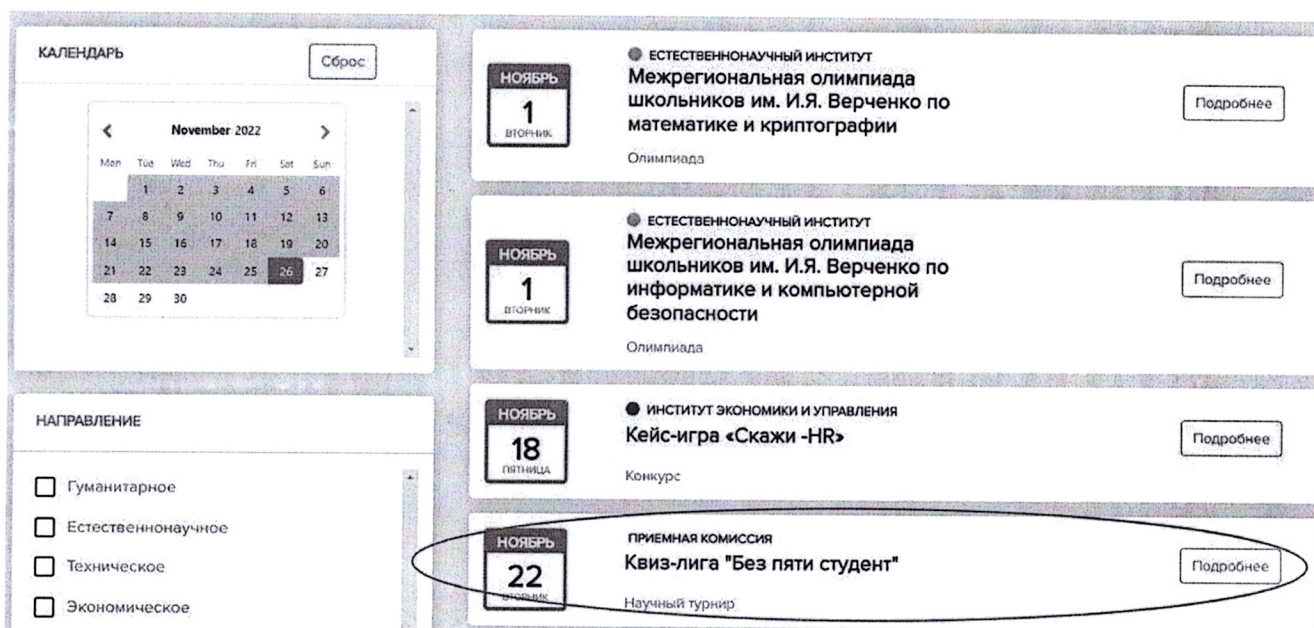 КАЛЕНДАРЬ
Сброс
November 2022
Mon Tue Wed Thu Fri Sat Sun
1 2 3 4 5 6
7 8 9 10 11 12 13
14 15 16 17 18 19 20
21 22 23 24 25 26 27
28 29 30
НАПРАВЛЕНИЕ
Гуманитарное
Естественнонаучное
Техническое
Экономическое
НОЯБРЬ
1
ВТОРНИК
ЕСТЕСТВЕННОНАУЧНЫЙ ИНСТИТУТ
Межрегиональная олимпиада
школьников им. И.Я. Верченко по
математике и криптографии
Олимпиада
Подробнее
НОЯБРЬ
1
ВТОРНИК
ЕСТЕСТВЕННОНАУЧНЫЙ ИНСТИТУТ
Межрегиональная олимпиада
школьников им. И.Я. Верченко по
информатике и компьютерной
безопасности
Олимпиада
Подробнее
НОЯБРЬ
18
ПЯТНИЦА
ИНСТИТУТ ЭКОНОМИКИ И УПРАВЛЕНИЯ
Кейс-игра «Скажи -HR»
Конкурс
Подробнее
НОЯБРЬ
22
ВТОРНИК
ПРИЕМНАЯ КОМИССИЯ
Квиз-лига "Без пяти студент"
Научный турнир
Подробнее